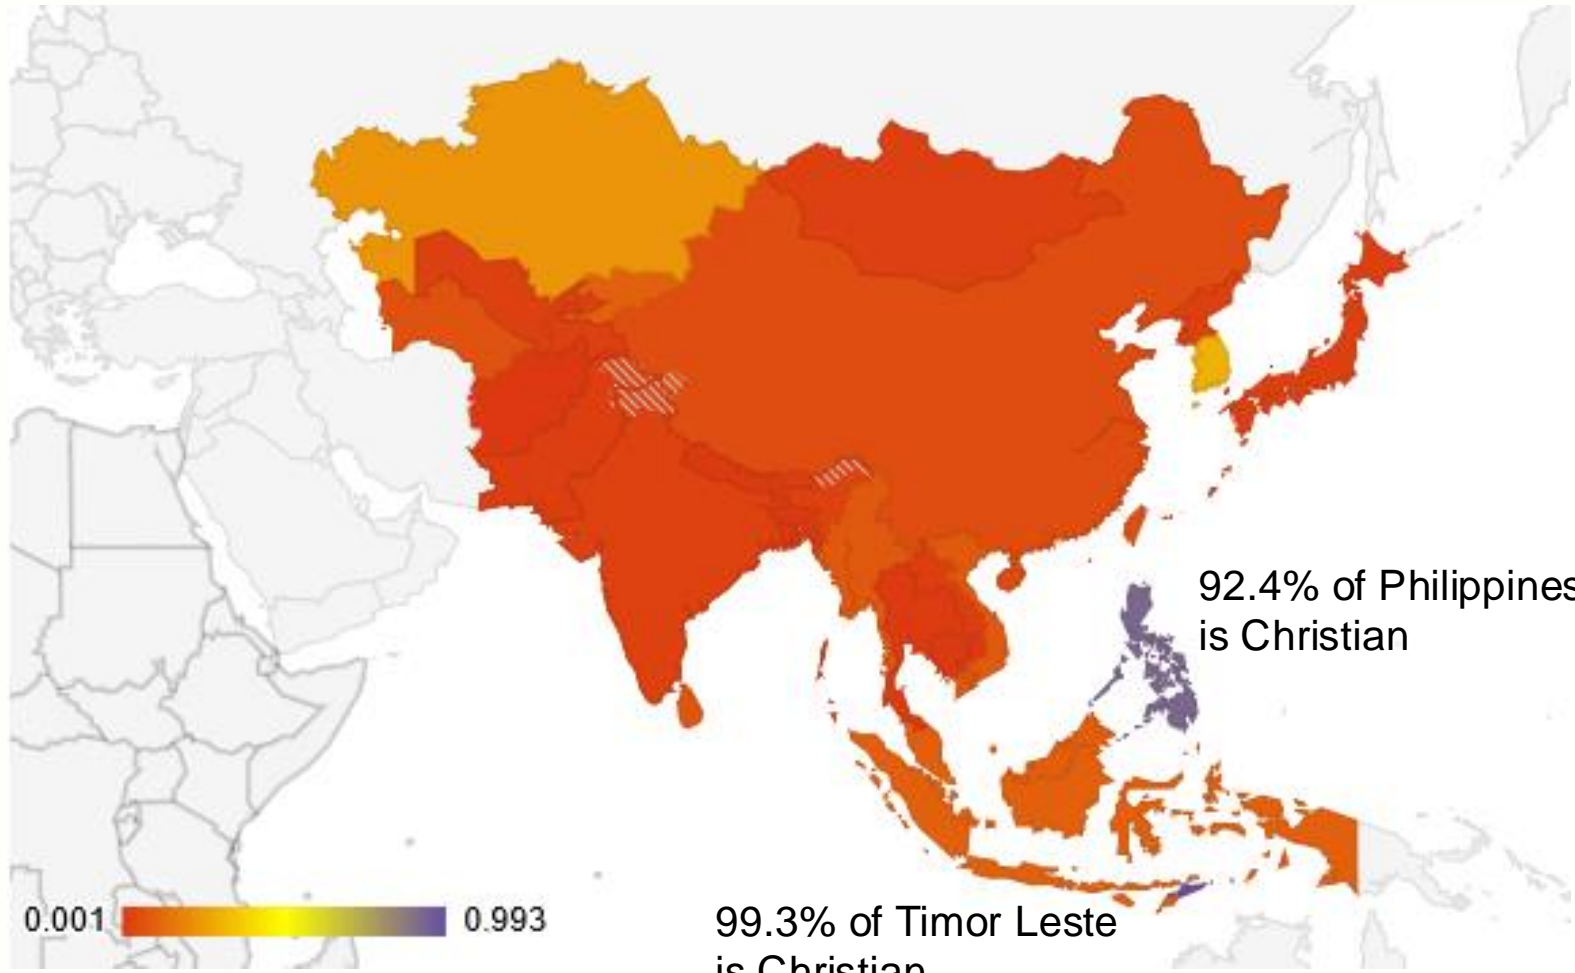 92.4% of Philippines
is Christian
0.001
0.993
99.3% of Timor Leste
is Christian